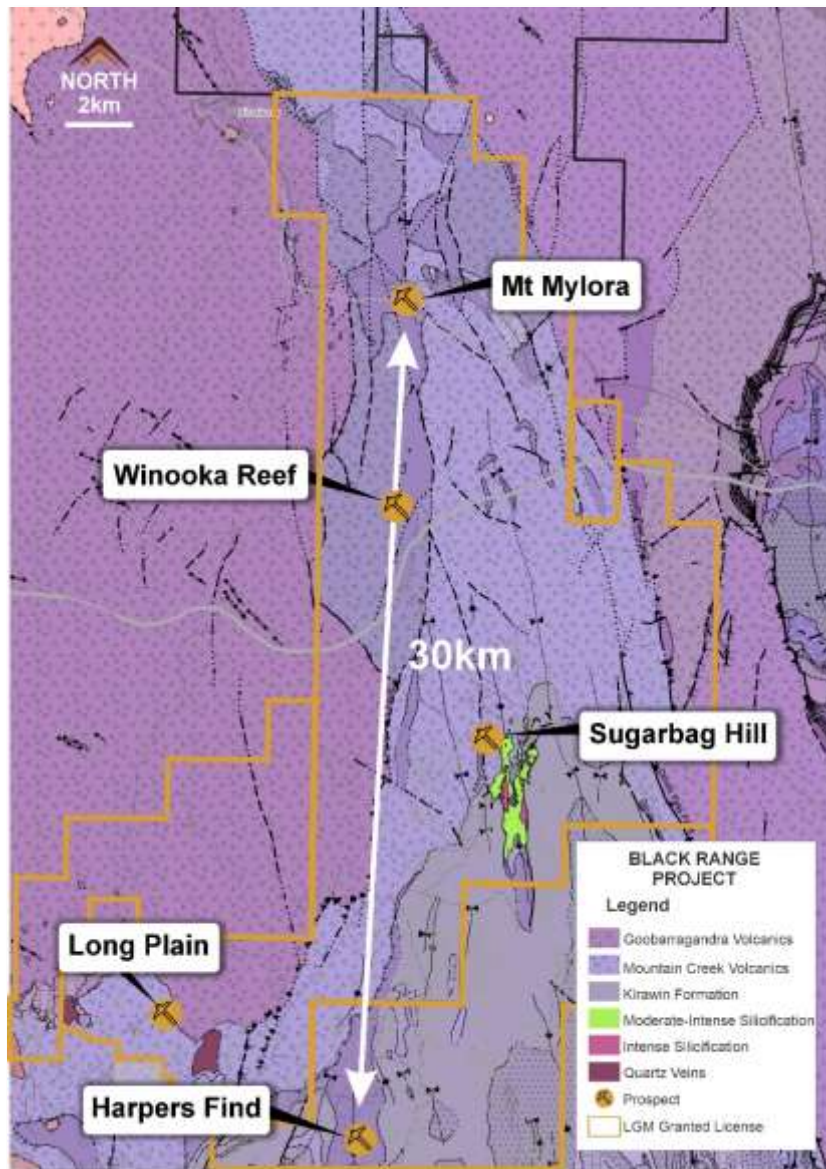 NORTH
2km
Mt Mylora
Winooka Reef
30km
Sugarbag Hill
Long Plain
Harpers Find
BLACK RANGE
PROJECT
Legend
Goobarragandra Volcanics
Mountain Creek Volcanics
Kirawin Formation
Moderate-Intense Silicification
Intense Silicification
Quartz Veins
Prospect
LGM Granted License